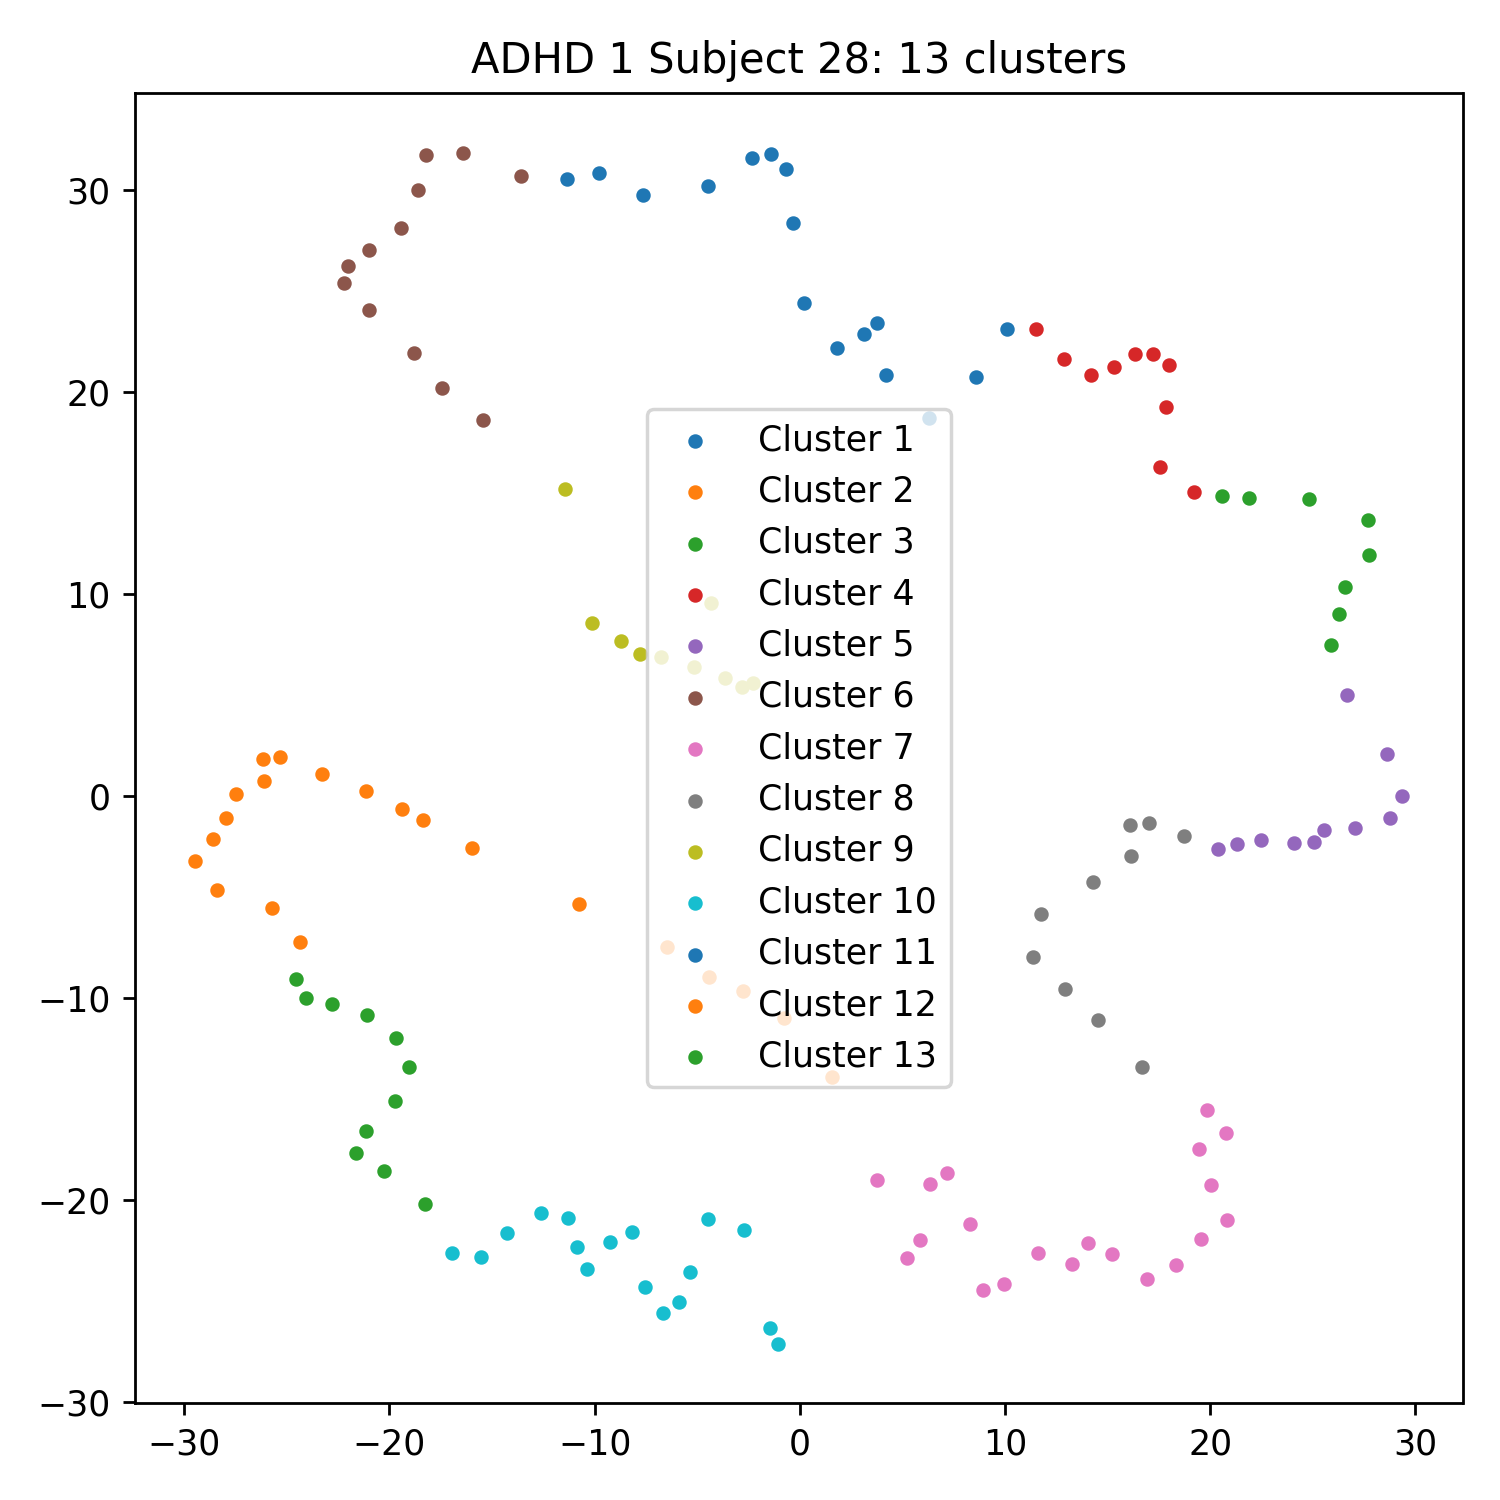 ADHD 1 Subject 28: 13 clusters
30
20
10
0
−10
−20
−30
Cluster 1
Cluster 2
Cluster 3
Cluster 4
Cluster 5
Cluster 6
Cluster 7
Cluster 8
Cluster 9
Cluster 10
Cluster 11
Cluster 12
Cluster 13
−30 −20 −10 0 10 20 30